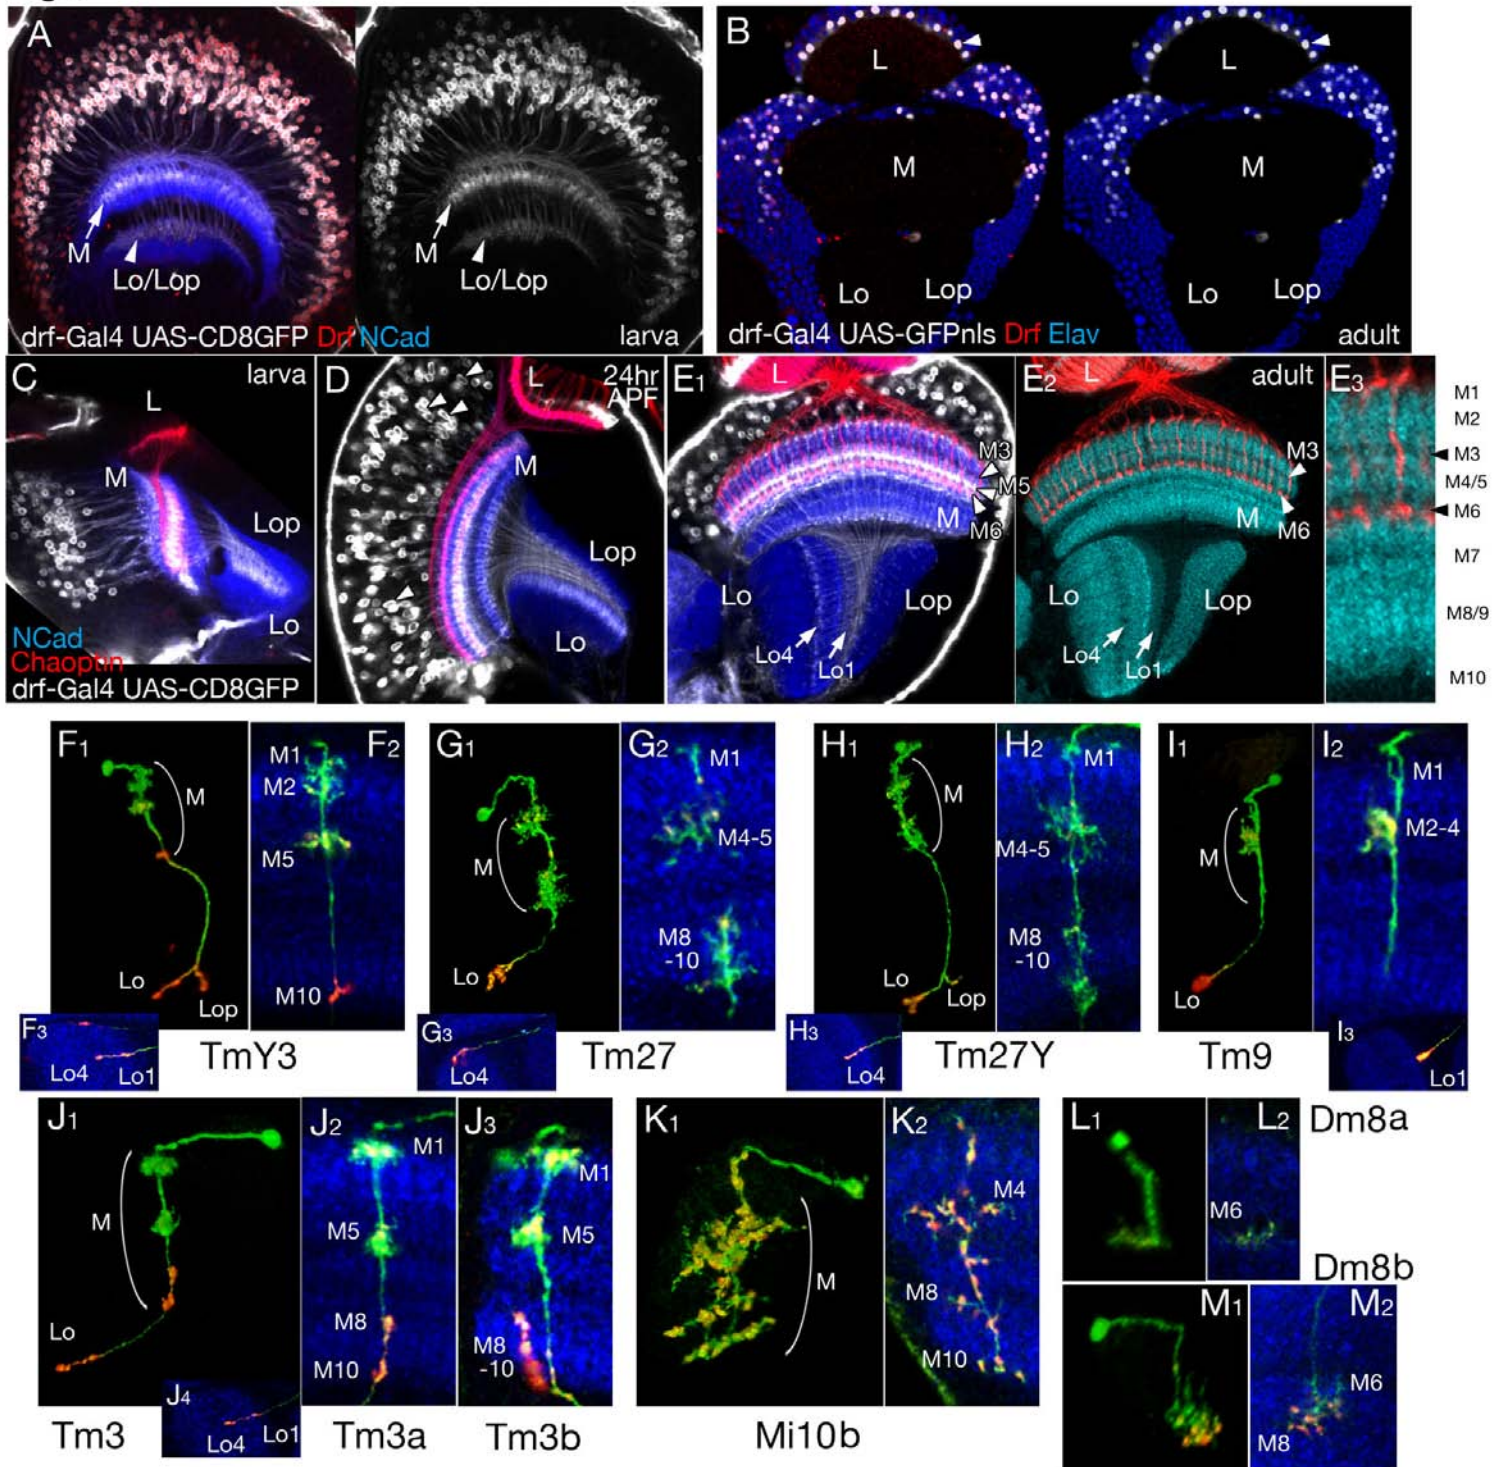 A
M
Lo/Lop
drf-Gal4 UAS-CD8GFP Drf NCad
M
Lo/Lop
larva
B
L
M
Lo
Lop
drf-Gal4 UAS-GFPnls Drf Elav
L
M
Lo
Lop
adult
C
larva
L
M
Lop
Lo
NCad
Chaoptin
drf-Gal4 UAS-CD8GFP
D
L
24hr
APF
M
Lop
Lo
E1
L
M3
M5
M
M6
Lo
Lop
Lo4
Lo1
E2
L
adult
M3
M
M6
Lo
Lop
Lo4
Lo1
E3
M1
M2
M3
M4/5
M6
M7
M8/9
M10
F1
M
Lo
Lop
F2
M1
M2
M5
M10
F3
Lo4
Lo1
TmY3
G1
M
Lo
G2
M1
M4-5
M8
-10
G3
Lo4
Tm27
H1
M
Lo
Lop
H2
M1
M4-5
M8
-10
H3
Lo4
Tm27Y
I1
M
Lo
I2
M1
M2-4
I3
Lo1
Tm9
J1
M
Lo
J2
M1
M5
M8
M10
J3
M1
M5
M8
-10
J4
Lo4
Lo1
Tm3
Tm3a
Tm3b
K1
M
K2
M4
M8
M10
Mi10b
L1
L2
M6
Dm8a
Dm8b
M1
M2
M6
M8